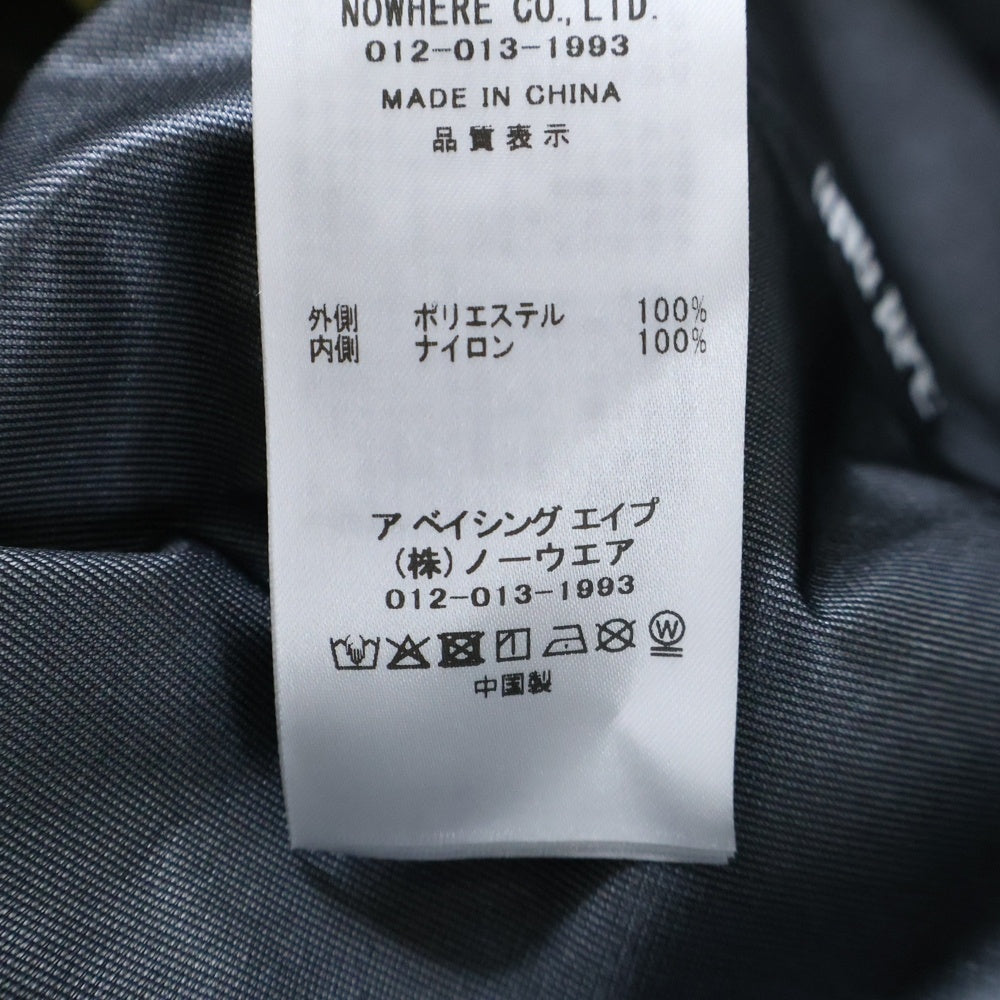 NOWHERE CO.,LTD.
012-013-1993
MADE IN CHINA
品質表示
外側 ポリエステル 100%
内側 ナイロン 100%
ア ベイシング エイプ
(株)ノーウエア
012-013-1993
W
中国製